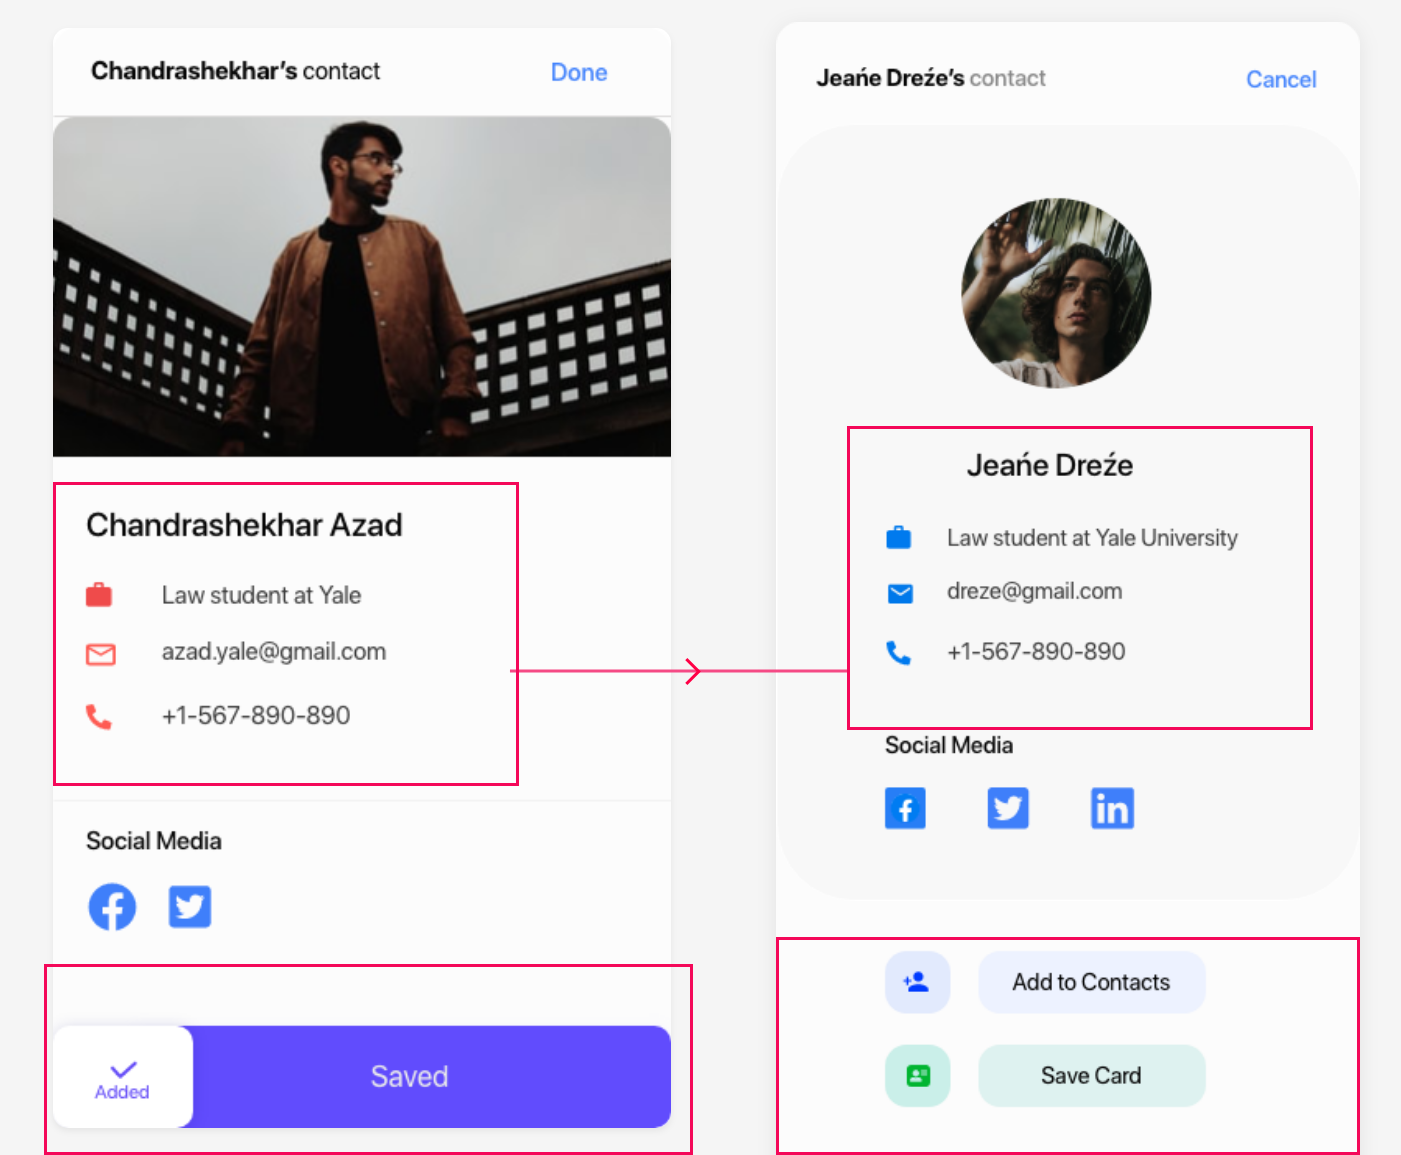 Chandrashekhar’s contact
Done
Chandrashekhar Azad
Law student at Yale
azad.yale@gmail.com
+1-567-890-890
Social Media
Added
Saved
Jeańe Dreźe’s contact
Cancel
Jeańe Dreźe
Law student at Yale University
dreze@gmail.com
+1-567-890-890
Social Media
in
Add to Contacts
Save Card